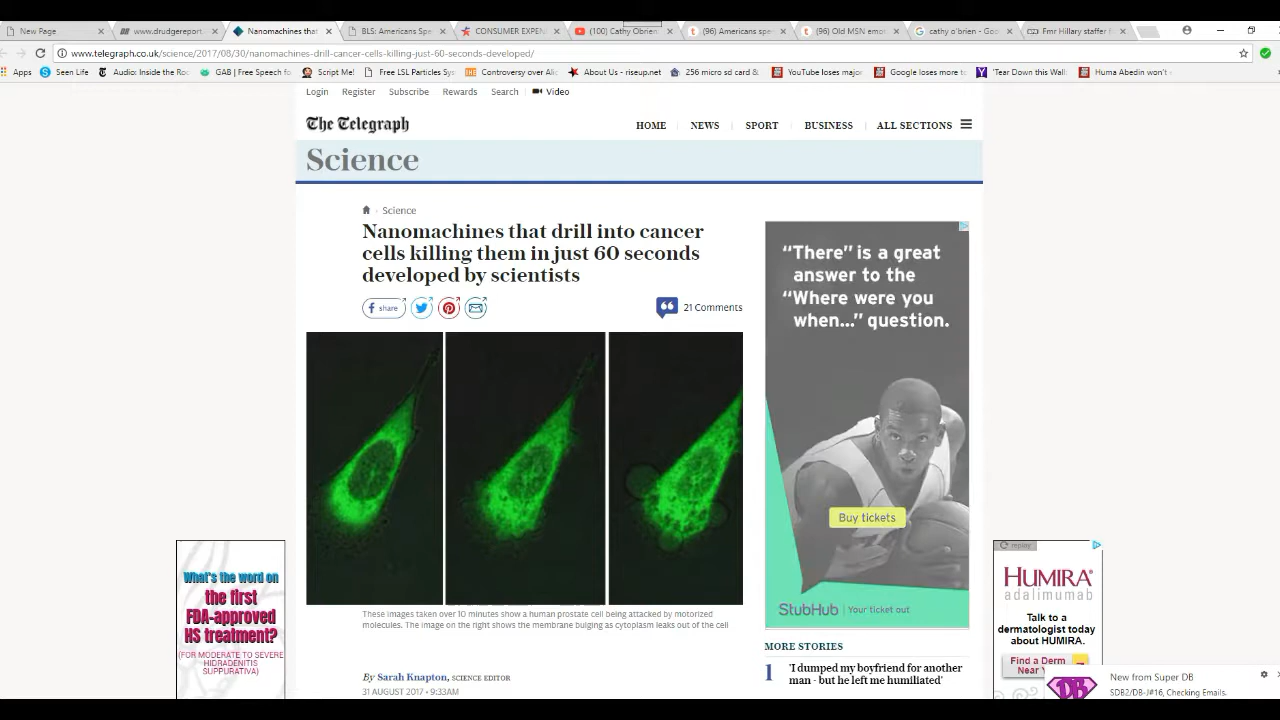 New Page
www.drudgereport
Nanomachines that
BLS: Americans Spe
CONSUMER EXPEN
(100) Cathy Obrien
(96) Americans spe
(96) Old MSN emo
cathy o'brien - Goo
Fmr Hillary staffer
www.telegraph.co.uk/science/2017/08/30/nanomachines-drill-cancer-cells-killing-just-60-seconds-developed/
Apps
Seen Life
Audio: Inside the Ro
GAB | Free Speech fo
Script Me!
Free LSL Particles Sy
Controversy over Ali
About Us - riseup.net
256 micro sd card &
YouTube loses major
Google loses more t
'Tear Down this Wall
Huma Abedin won't
Login Register Subscribe Rewards Search Video
The Telegraph
HOME NEWS SPORT BUSINESS ALL SECTIONS
Science
Science
Nanomachines that drill into cancer
cells killing them in just 60 seconds
developed by scientists
share
21 Comments
These images taken over 10 minutes show a human prostate cell being attacked by motorized
molecules. The image on the right shows the membrane bulging as cytoplasm leaks out of the cell
By Sarah Knapton, SCIENCE EDITOR
31 AUGUST 2017 • 9:33AM
“There” is a great
answer to the
“Where were you
when...” question.
Buy tickets
StubHub Your ticket out
MORE STORIES
1 'I dumped my boyfriend for another
man - but he left me humiliated'
What's the word on
the first
FDA-approved
HS treatment?
(FOR MODERATE TO SEVERE
HIDRADENITIS
SUPPURATIVA)
replay
HUMIRA
adalimumab
Talk to a
dermatologist today
about HUMIRA.
Find a Derm
Near
New from Super DB
SDB2/DB-J#16, Checking Emails.